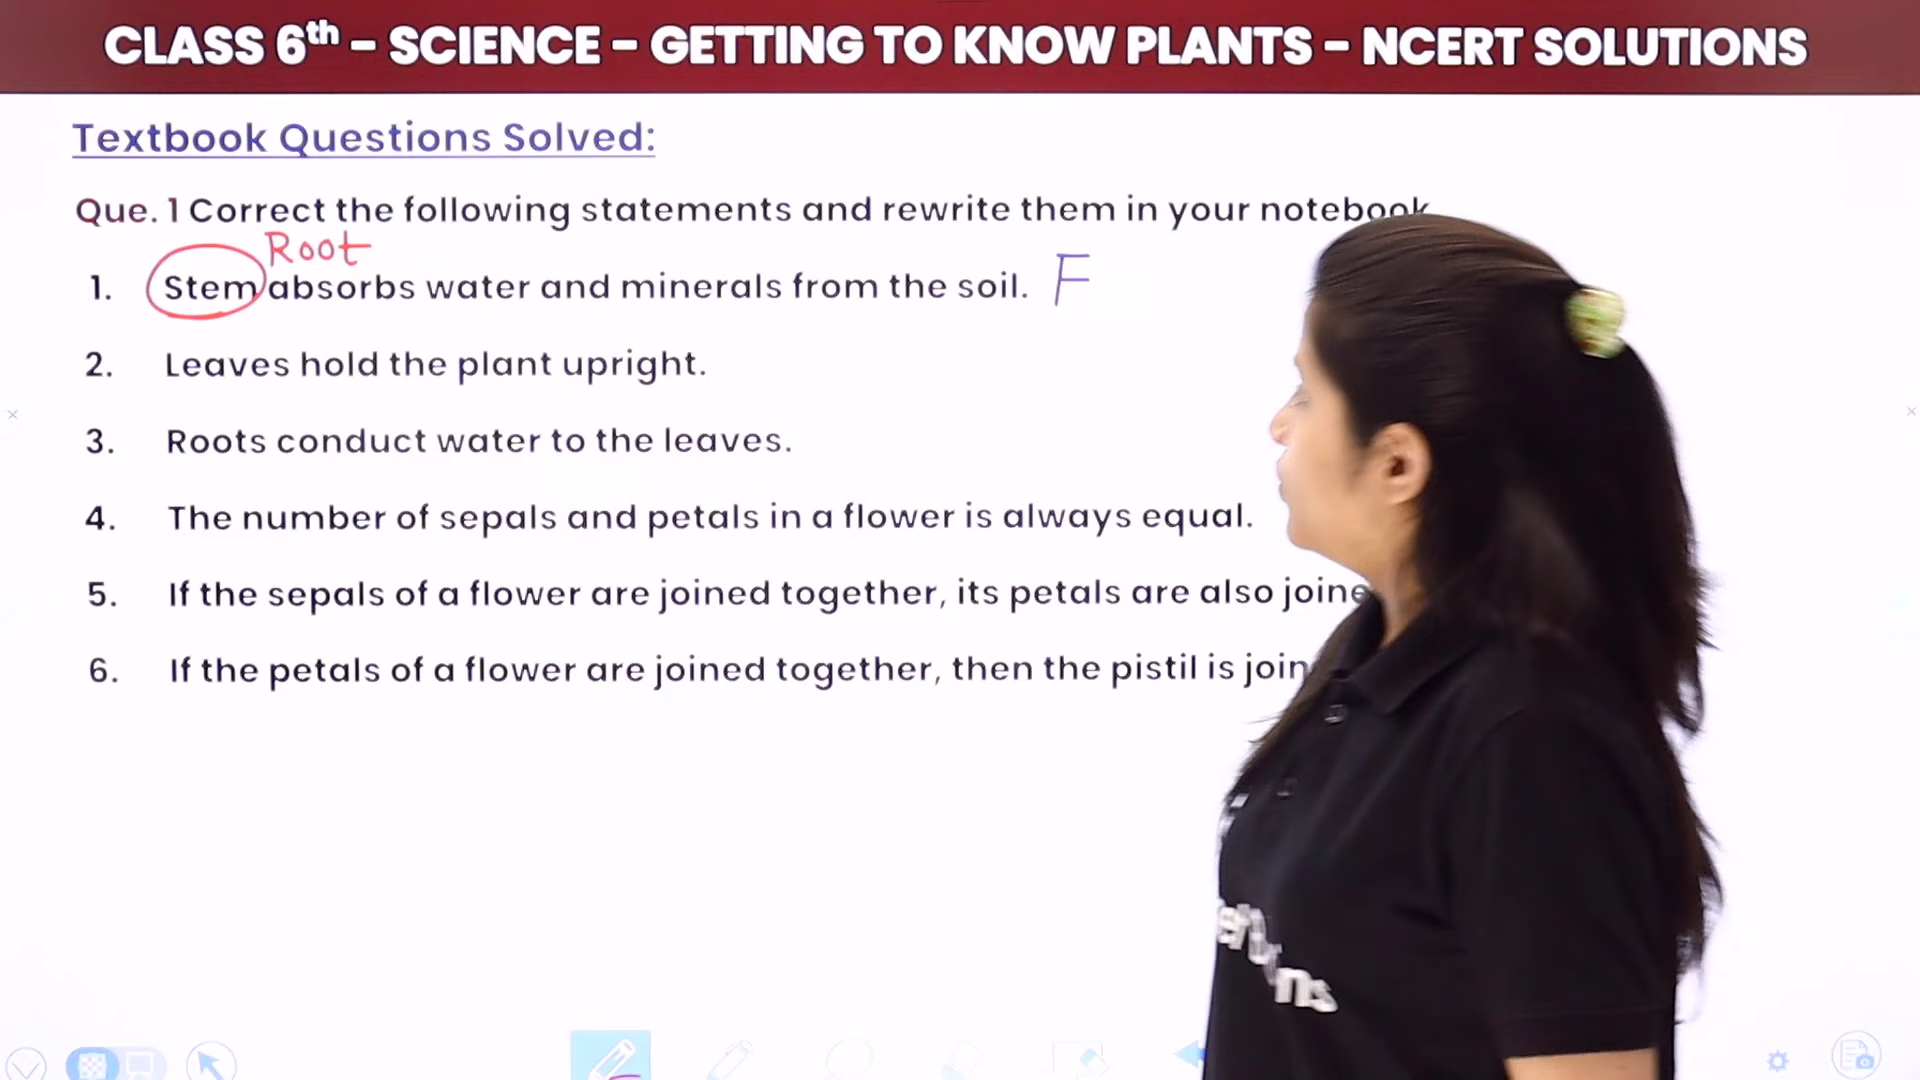 CLASS 6th - SCIENCE - GETTING TO KNOW PLANTS - NCERT SOLUTIONS
Textbook Questions Solved:
Que. 1 Correct the following statements and rewrite them in your notebook
Root
1. Stem absorbs water and minerals from the soil. F
2. Leaves hold the plant upright.
3. Roots conduct water to the leaves.
4. The number of sepals and petals in a flower is always equal.
5. If the sepals of a flower are joined together, its petals are also
6. If the petals of a flower are joined together, then the pistil is